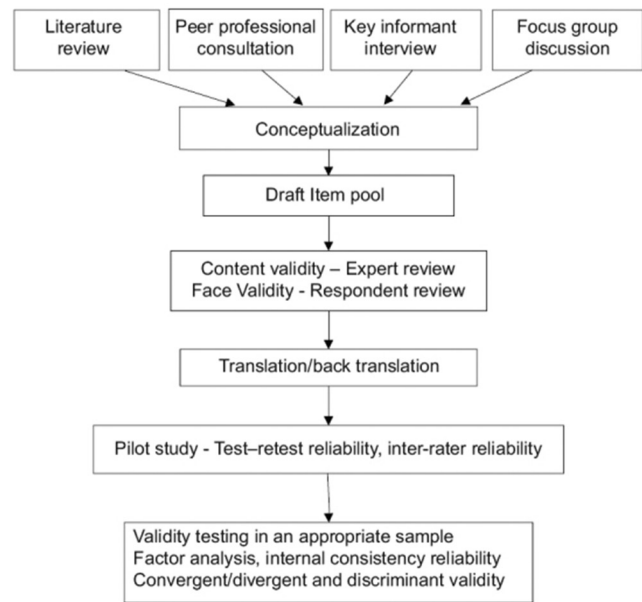 Literature
review
Peer professional
consultation
Key informant
interview
Focus group
discussion
Conceptualization
Draft Item pool
Content validity – Expert review
Face Validity - Respondent review
Translation/back translation
Pilot study - Test–retest reliability, inter-rater reliability
Validity testing in an appropriate sample
Factor analysis, internal consistency reliability
Convergent/divergent and discriminant validity